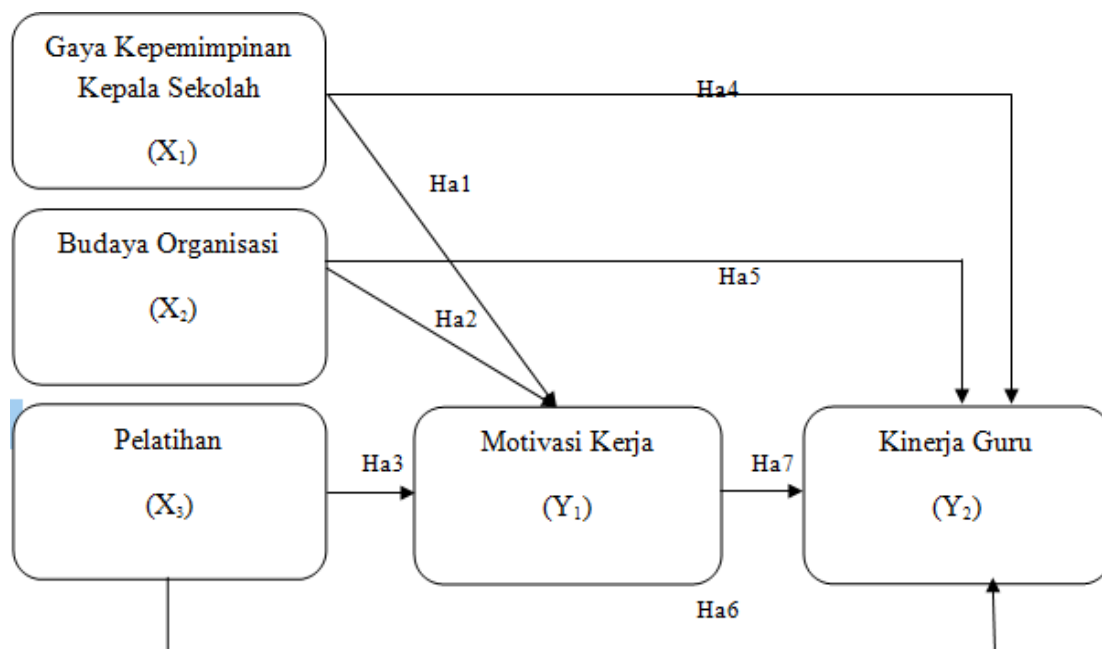 Gaya Kepemimpinan
Kepala Sekolah
(X₁)
Ha4
Ha1
Budaya Organisasi
(X₂)
Ha5
Ha2
Pelatihan
(X₃)
Ha3
Motivasi Kerja
(Y₁)
Ha7
Kinerja Guru
(Y₂)
Ha6